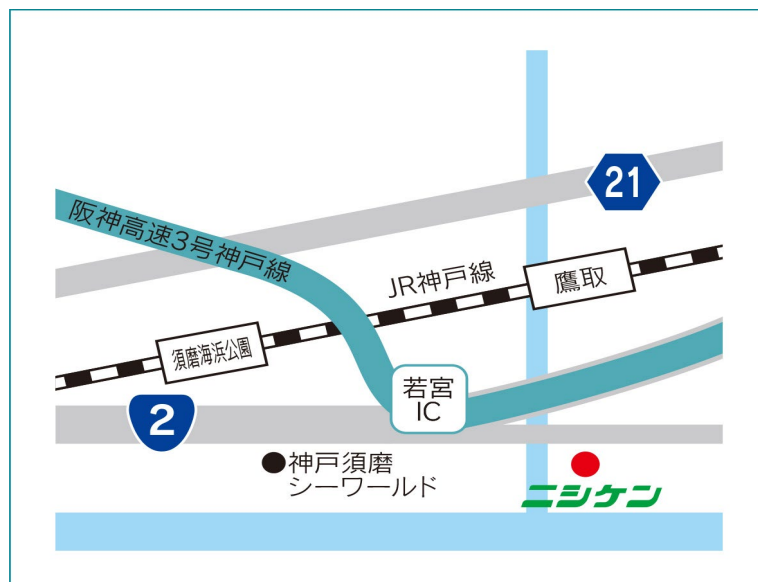 21
阪神高速3号神戸線
JR神戸線
鷹取
須磨海浜公園
若宮
IC
2
神戸須磨
シーワールド
ニシケン